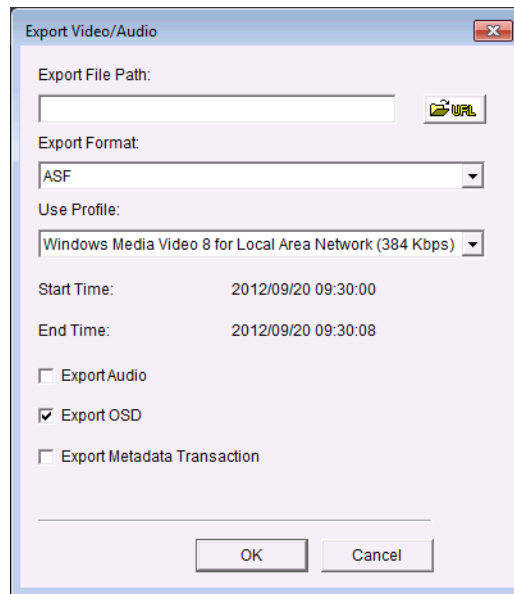 Export Video/Audio
Export File Path:
URL
Export Format:
ASF
Use Profile:
Windows Media Video 8 for Local Area Network (384 Kbps)
Start Time: 2012/09/20 09:30:00
End Time: 2012/09/20 09:30:08
Export Audio
Export OSD
Export Metadata Transaction
OK Cancel